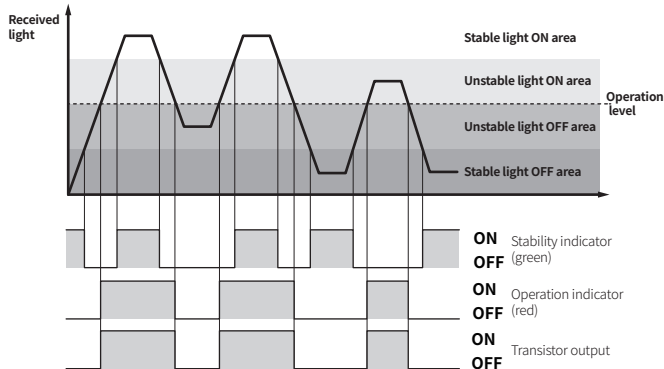 Received
light
Stable light ON area
Unstable light ON area
Operation
level
Unstable light OFF area
Stable light OFF area
ON
OFF
Stability indicator
(green)
ON
OFF
Operation indicator
(red)
ON
OFF
Transistor output